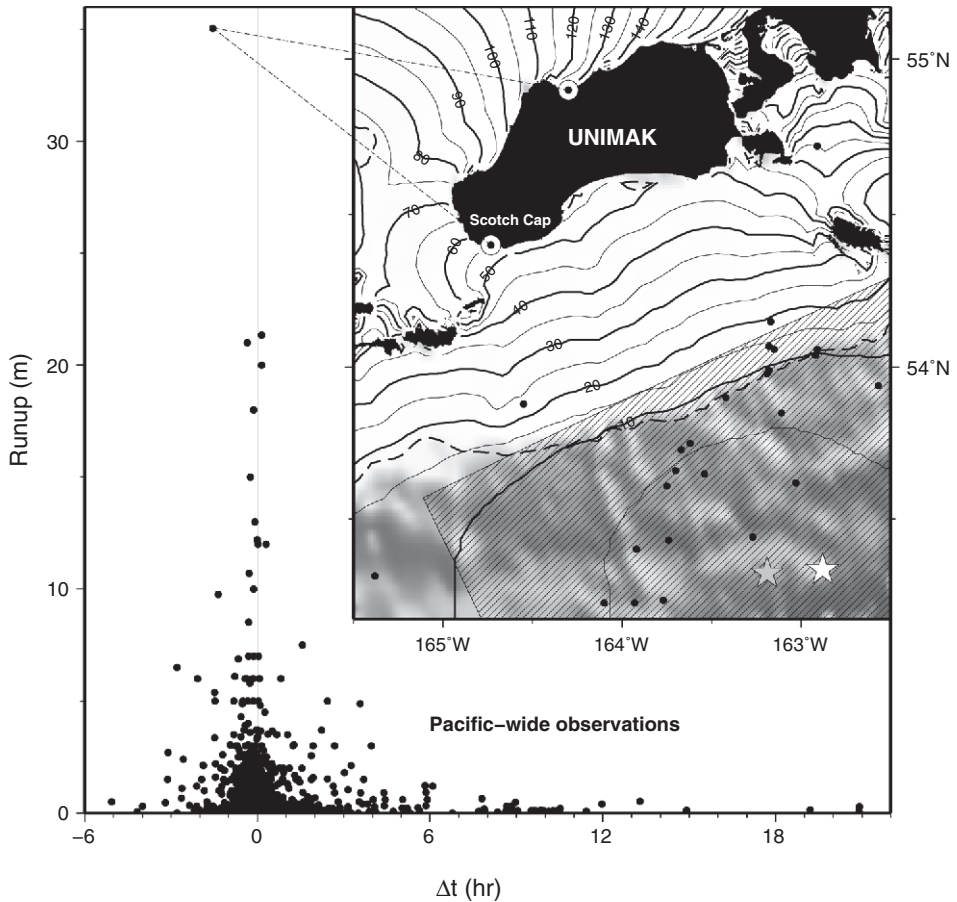 110
120
130
140
100
90
80
70
60
50
40
30
20
10
UNIMAK
Scotch Cap
55°N
54°N
165°W
164°W
163°W
30
20
10
0
Runup (m)
Pacific−wide observations
−6
0
6
12
18
Δt (hr)